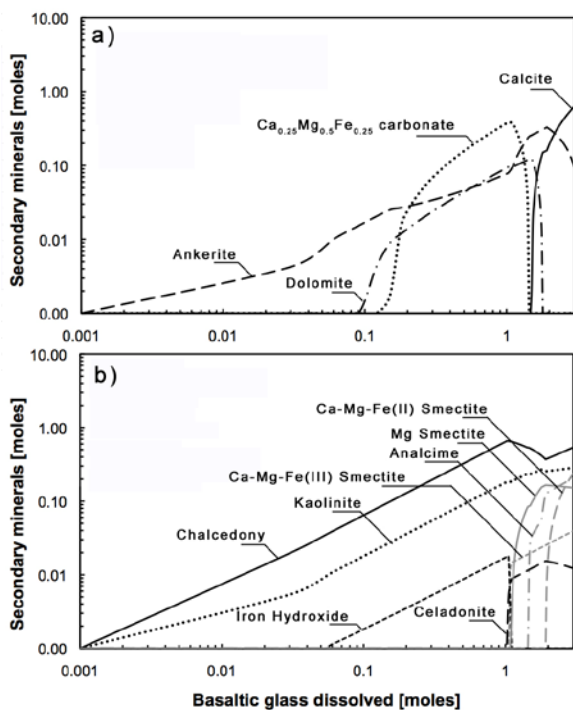 a)
Secondary minerals [moles]
10.00
1.00
0.10
0.01
0.00
Calcite
Ca0.25Mg0.5Fe0.25 carbonate
Ankerite
Dolomite
0.001
0.01
0.1
1
b)
Secondary minerals [moles]
10.00
1.00
0.10
0.01
0.00
Ca-Mg-Fe(II) Smectite
Mg Smectite
Analcime
Ca-Mg-Fe(III) Smectite
Kaolinite
Chalcedony
Iron Hydroxide
Celadonite
0.001
0.01
0.1
1
Basaltic glass dissolved [moles]